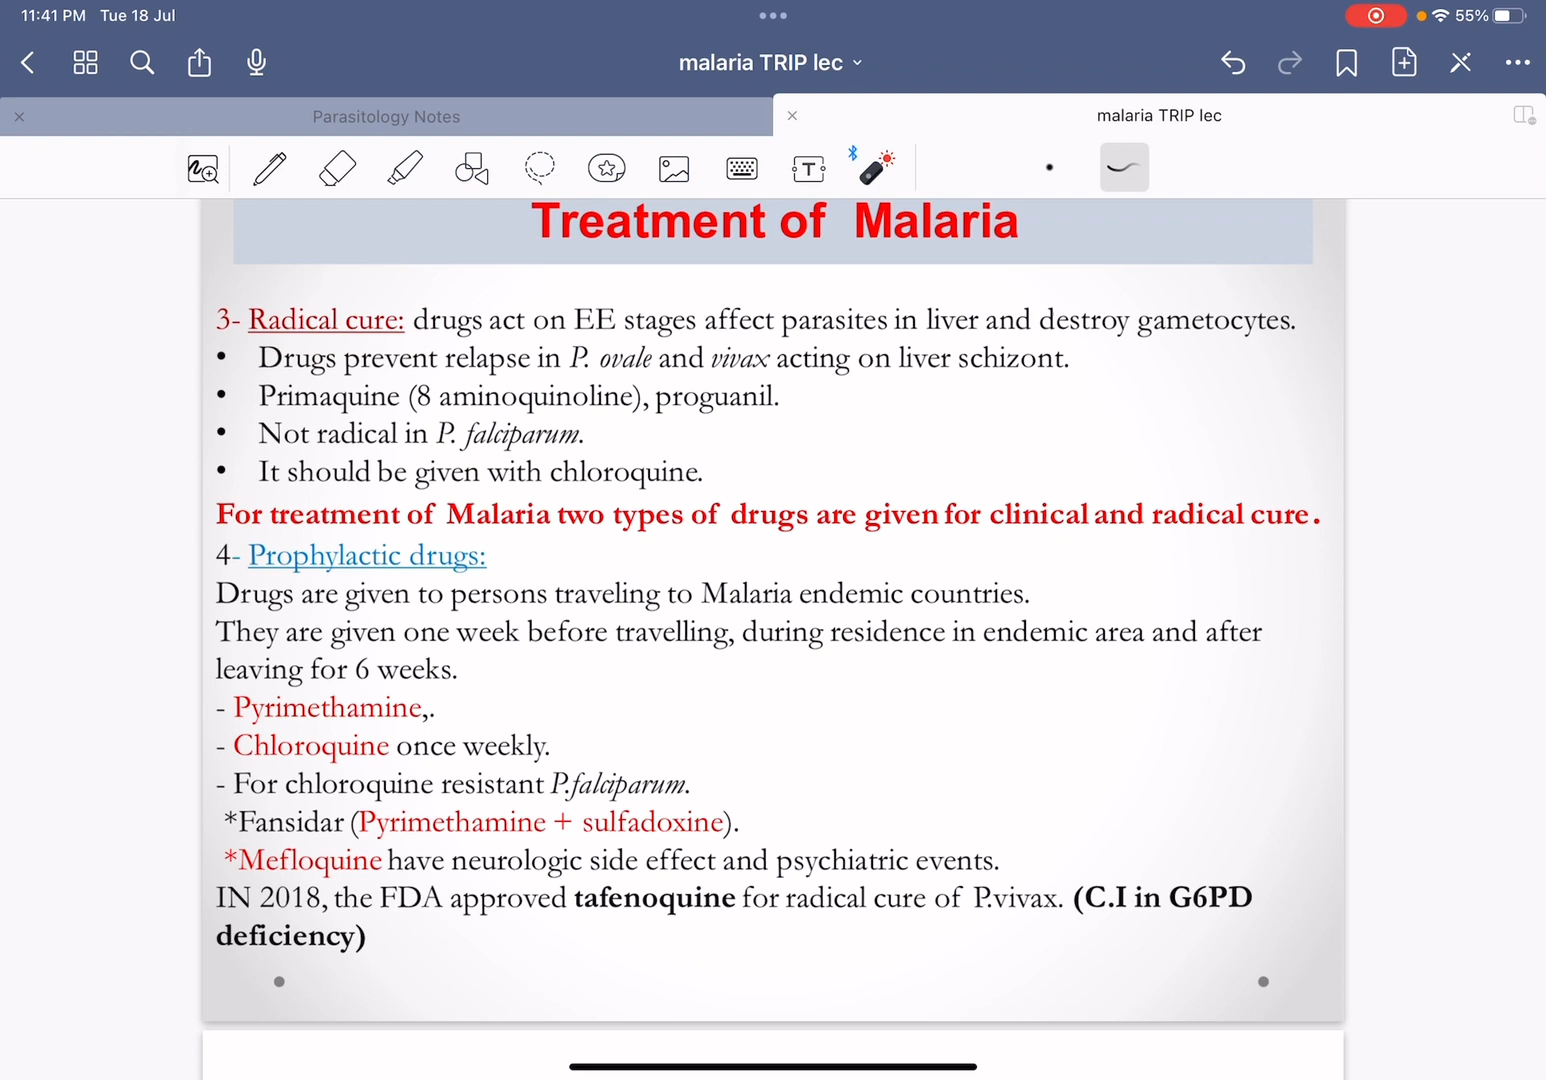 11:41 PM Tue 18 Jul
55%
malaria TRIP lec
Parasitology Notes
malaria TRIP lec
T
Treatment of Malaria
3- Radical cure: drugs act on EE stages affect parasites in liver and destroy gametocytes.
• Drugs prevent relapse in P. ovale and vivax acting on liver schizont.
• Primaquine (8 aminoquinoline), proguanil.
• Not radical in P. falciparum.
• It should be given with chloroquine.
For treatment of Malaria two types of drugs are given for clinical and radical cure.
4- Prophylactic drugs:
Drugs are given to persons traveling to Malaria endemic countries.
They are given one week before travelling, during residence in endemic area and after
leaving for 6 weeks.
- Pyrimethamine,.
- Chloroquine once weekly.
- For chloroquine resistant P.falciparum.
*Fansidar (Pyrimethamine + sulfadoxine).
*Mefloquine have neurologic side effect and psychiatric events.
IN 2018, the FDA approved tafenoquine for radical cure of P.vivax. (C.I in G6PD
deficiency)